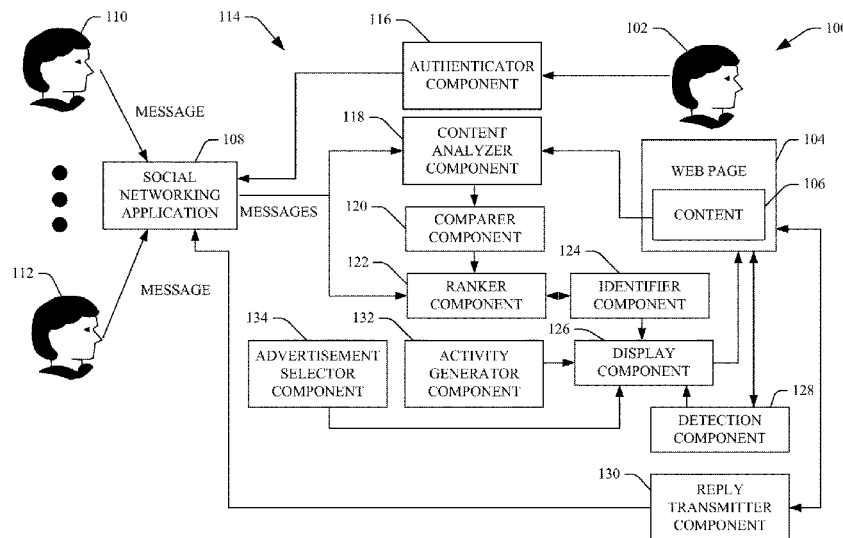 110
114
116
102
100
AUTHENTICATOR
COMPONENT
MESSAGE
118
108
CONTENT
ANALYZER
COMPONENT
104
WEB PAGE
106
SOCIAL
NETWORKING
APPLICATION
MESSAGES
CONTENT
120
COMPARER
COMPONENT
124
112
122
MESSAGE
RANKER
COMPONENT
IDENTIFIER
COMPONENT
134
132
126
ADVERTISEMENT
SELECTOR
COMPONENT
ACTIVITY
GENERATOR
COMPONENT
DISPLAY
COMPONENT
128
DETECTION
COMPONENT
130
REPLY
TRANSMITTER
COMPONENT